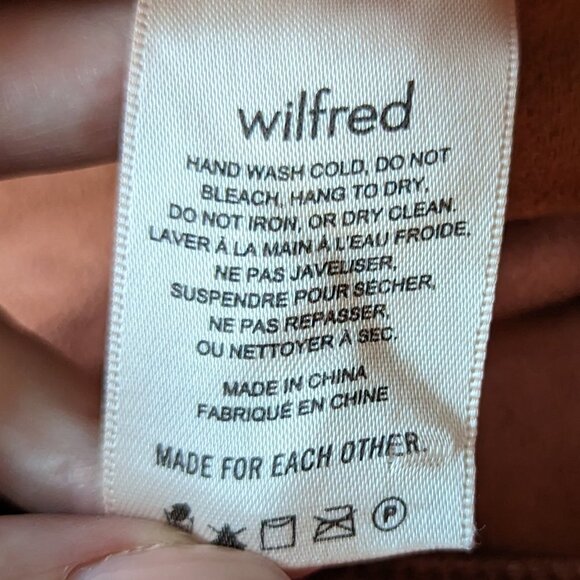 wilfred
HAND WASH COLD, DO NOT
BLEACH, HANG TO DRY,
DO NOT IRON, OR DRY CLEAN.
LAVER À LA MAIN À L'EAU FROIDE,
NE PAS JAVELISER,
SUSPENDRE POUR SÉCHER,
NE PAS REPASSER,
OU NETTOYER À SEC.
MADE IN CHINA
FABRIQUÉ EN CHINE
MADE FOR EACH OTHER.
P